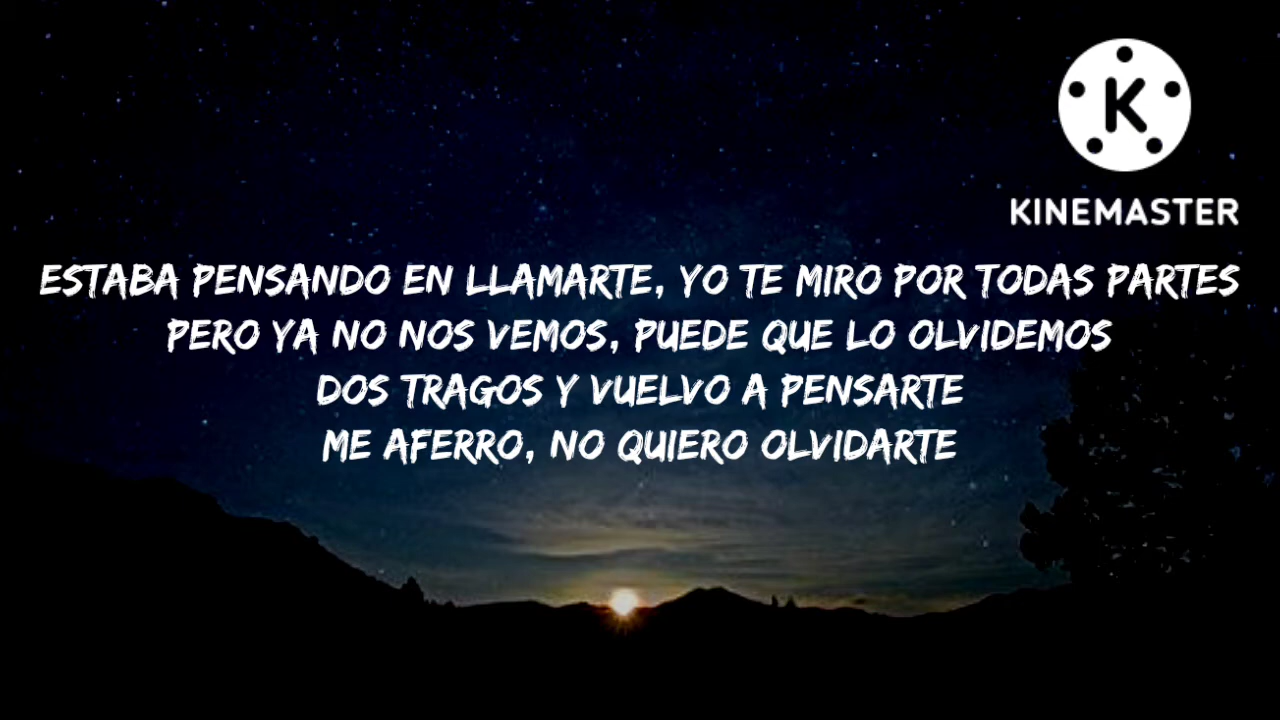 K
KINEMASTER
ESTABA PENSANDO EN LLAMARTE, YO TE MIRO POR TODAS PARTES
PERO YA NO NOS VEMOS, PUEDE QUE LO OLVIDEMOS
DOS TRAGOS Y VUELVO A PENSARTE
ME AFERRO, NO QUIERO OLVIDARTE